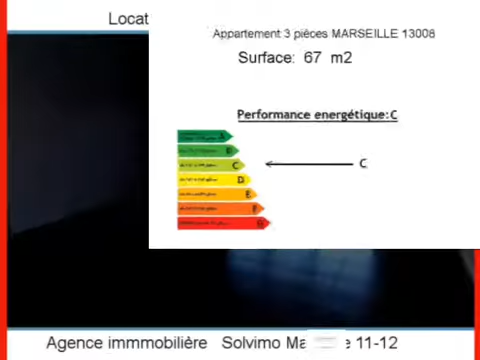 Locat
Appartement 3 pièces MARSEILLE 13008
Surface: 67 m2
Performance energétique:C
A
B
C
C
D
E
F
G
Agence immmobilière Solvimo Ma e 11-12